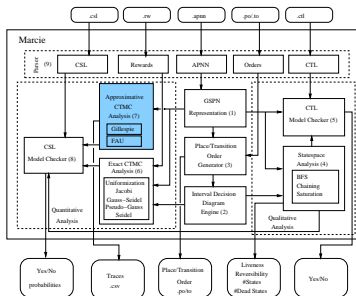 .csl
.rw
.apnn
.po/.to
.ctl
Marcie
Parser
(9)
CSL
Rewards
APNN
Orders
CTL
Approximative
CTMC
Analysis (7)
Gillespie
FAU
GSPN
Representation (1)
CTL
Model Checker (5)
Place/Transition
Order
Generator (3)
CSL
Model Checker (8)
Exact CTMC
Analysis (6)
Uniformization
Jacobi
Gauss−Seidel
Pseudo−Gauss
Seidel
Statespace
Analysis (4)
BFS
Chaining
Saturation
Interval Decision
Diagram
Engine (2)
Quantitative
Analysis
Qualitative
Analysis
Yes/No
probabilities
Traces
.csv
Place/Transition
Order
.po/.to
Liveness
Reversibility
#States
#Dead States
Yes/No